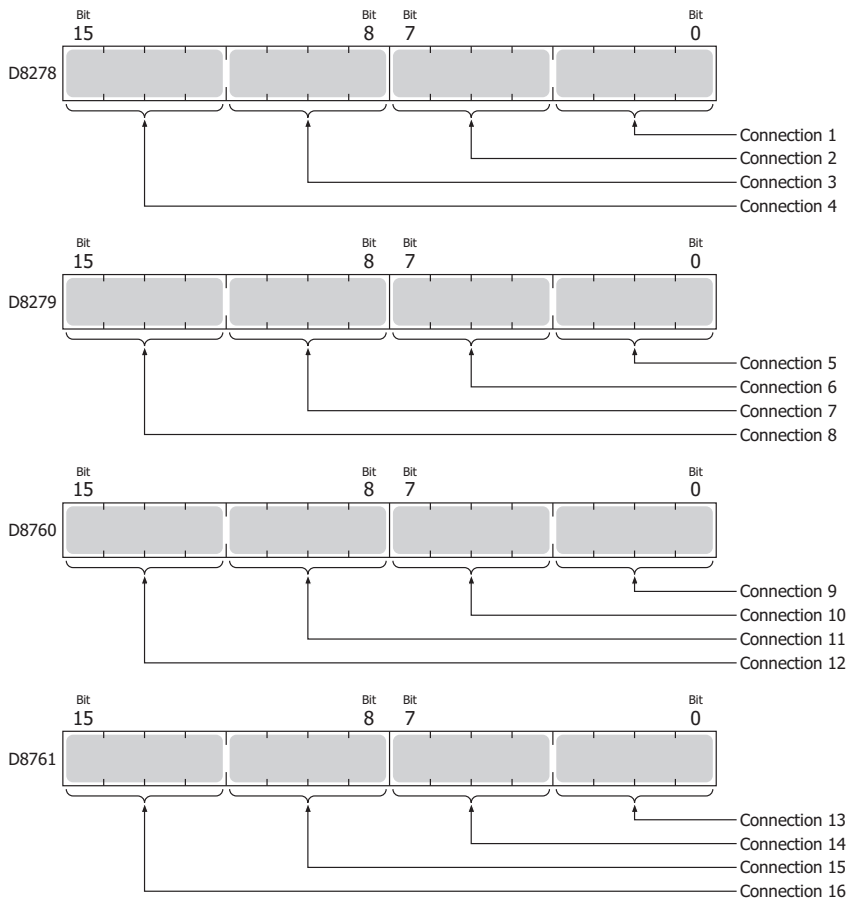 Bit Bit Bit Bit
15 8 7 0
D8278
Connection 1
Connection 2
Connection 3
Connection 4
Bit Bit Bit Bit
15 8 7 0
D8279
Connection 5
Connection 6
Connection 7
Connection 8
Bit Bit Bit Bit
15 8 7 0
D8760
Connection 9
Connection 10
Connection 11
Connection 12
Bit Bit Bit Bit
15 8 7 0
D8761
Connection 13
Connection 14
Connection 15
Connection 16